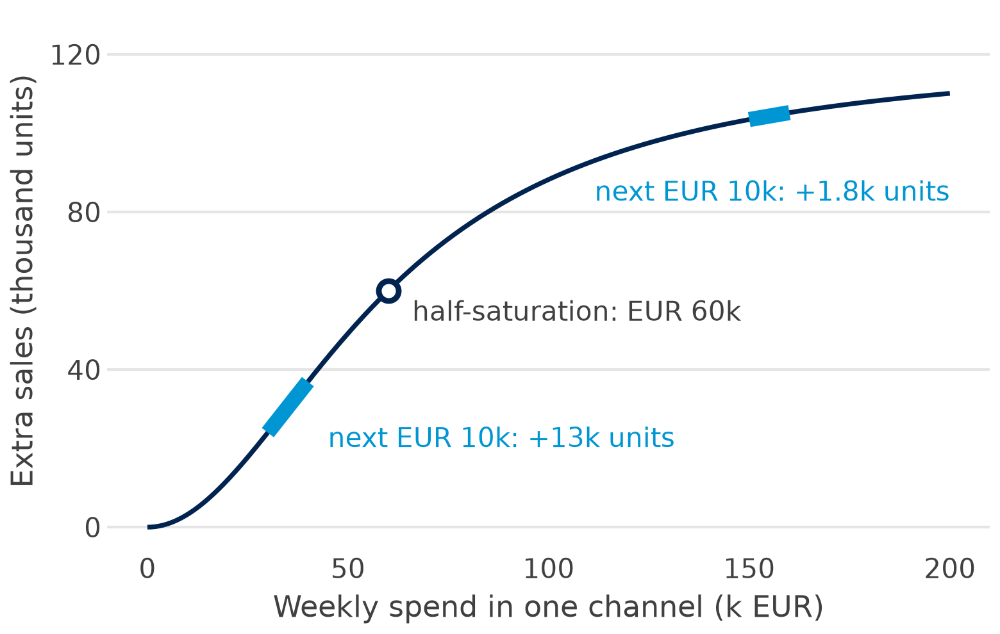 120
80
40
0
Extra sales (thousand units)
next EUR 10k: +1.8k units
half-saturation: EUR 60k
next EUR 10k: +13k units
0
50
100
150
200
Weekly spend in one channel (k EUR)